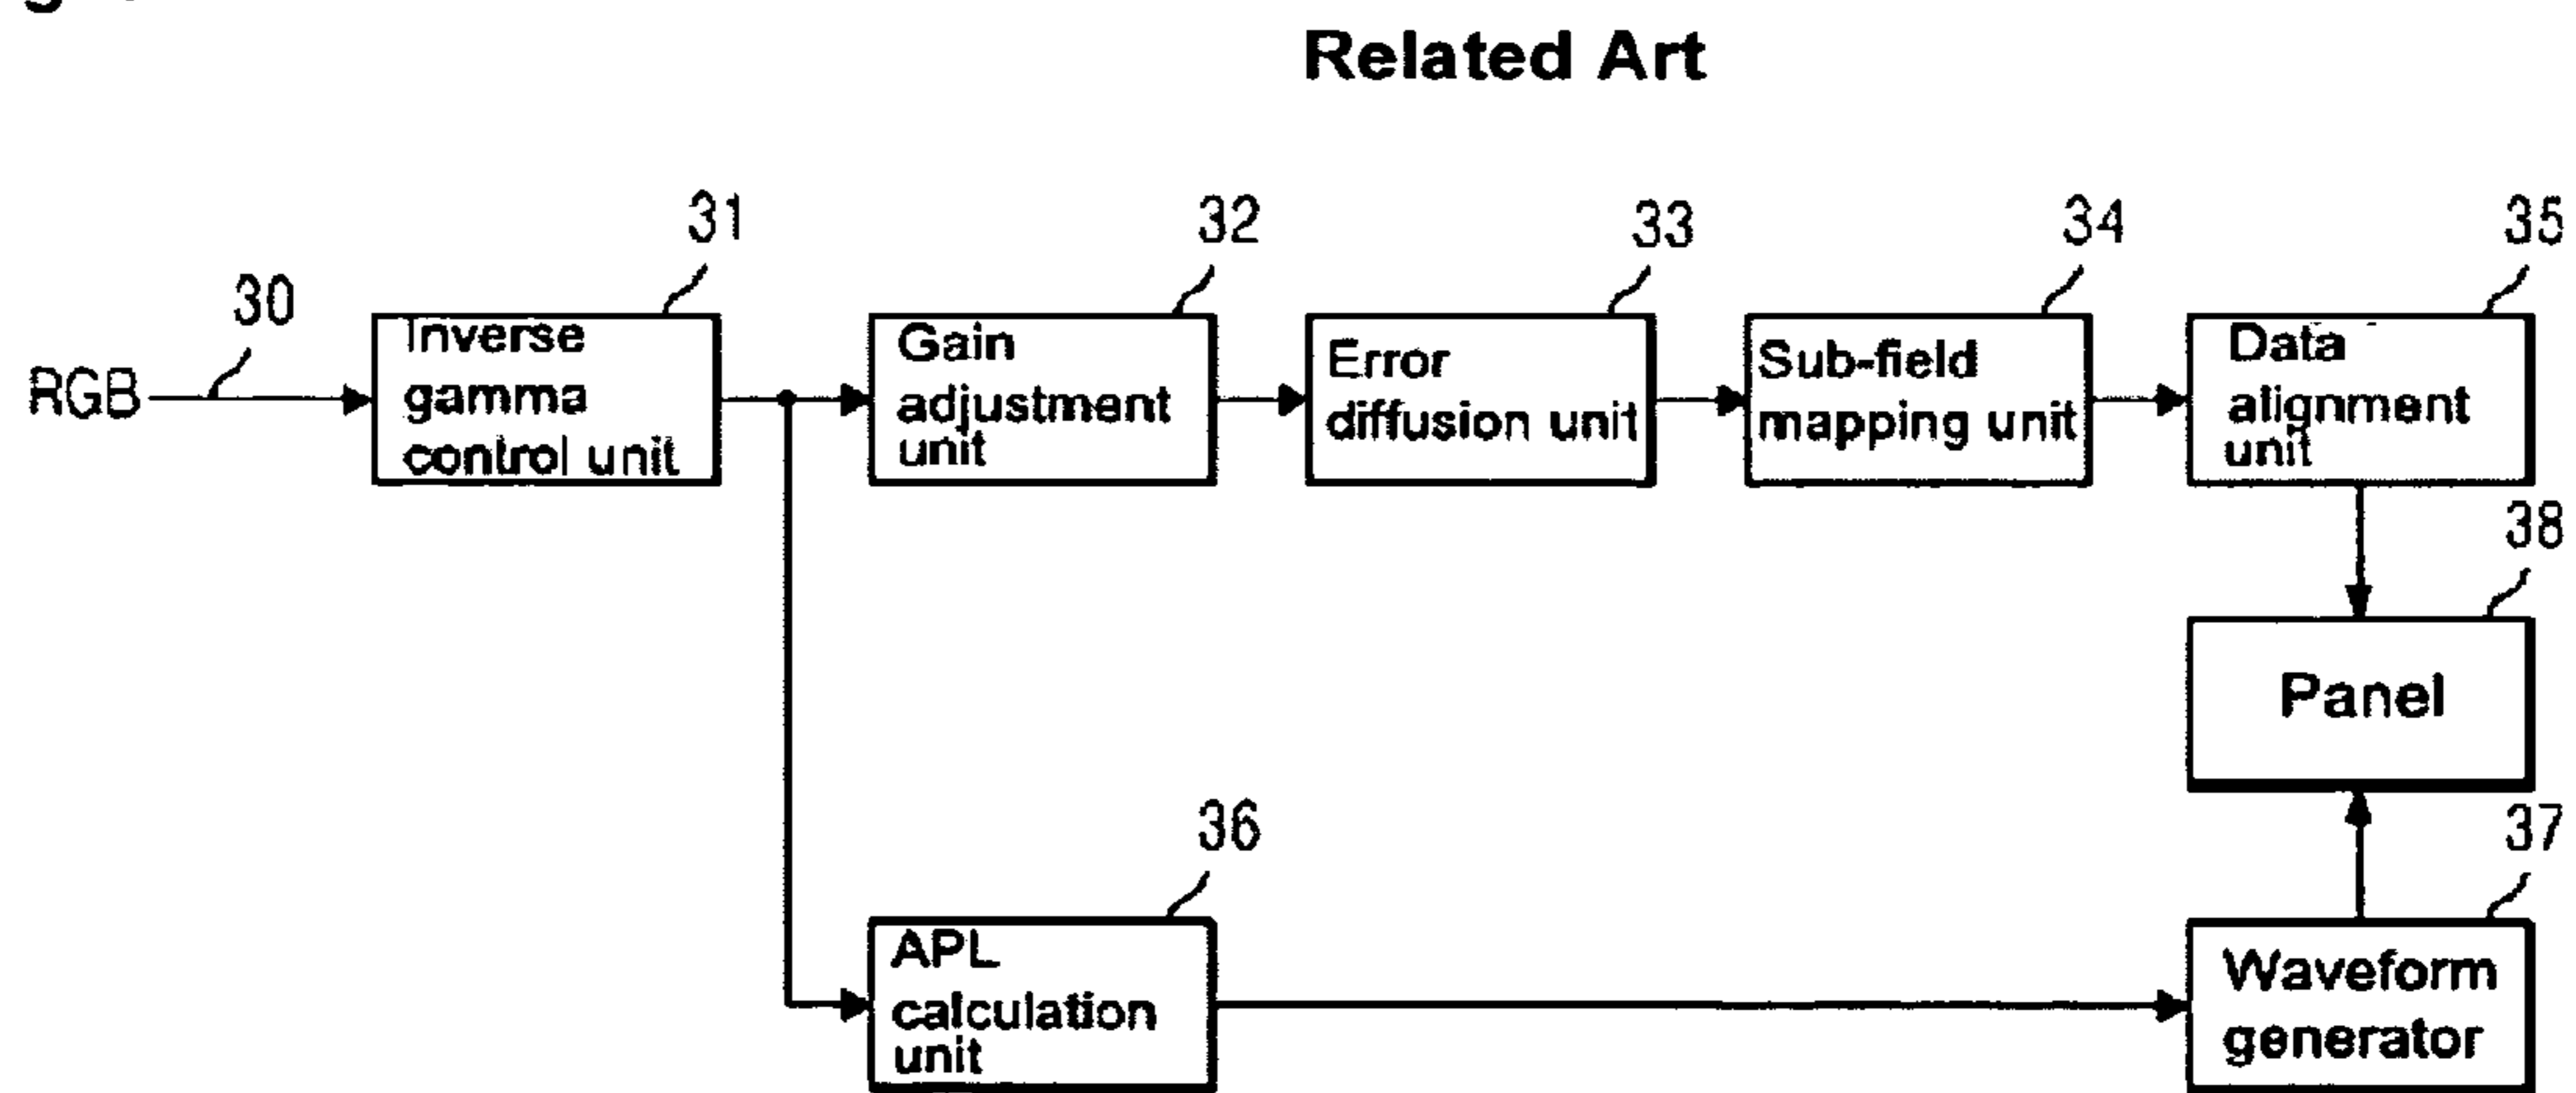 Related Art
31
32
33
34
35
30
RGB
Inverse
gamma
control unit
Gain
adjustment
unit
Error
diffusion unit
Sub-field
mapping unit
Data
alignment
unit
38
Panel
36
37
APL
calculation
unit
Waveform
generator